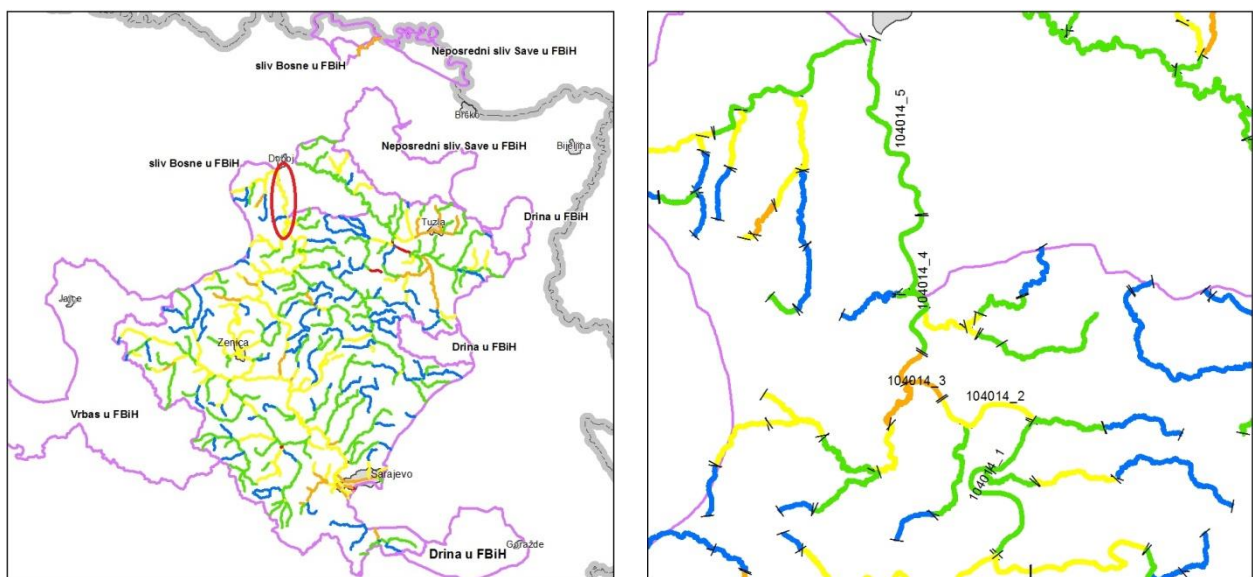 Neposredni sliv Save u FBiH
sliv Bosne u FBiH
Brčko
Neposredni sliv Save u FBiH
Bijeljina
Doboj
sliv Bosne u FBiH
Drina u FBiH
Tuzla
Jajce
Zenica
Drina u FBiH
Vrbas u FBiH
Sarajevo
Goražde
Drina u FBiH
104014_5
104014_4
104014_3
104014_2
104014_1